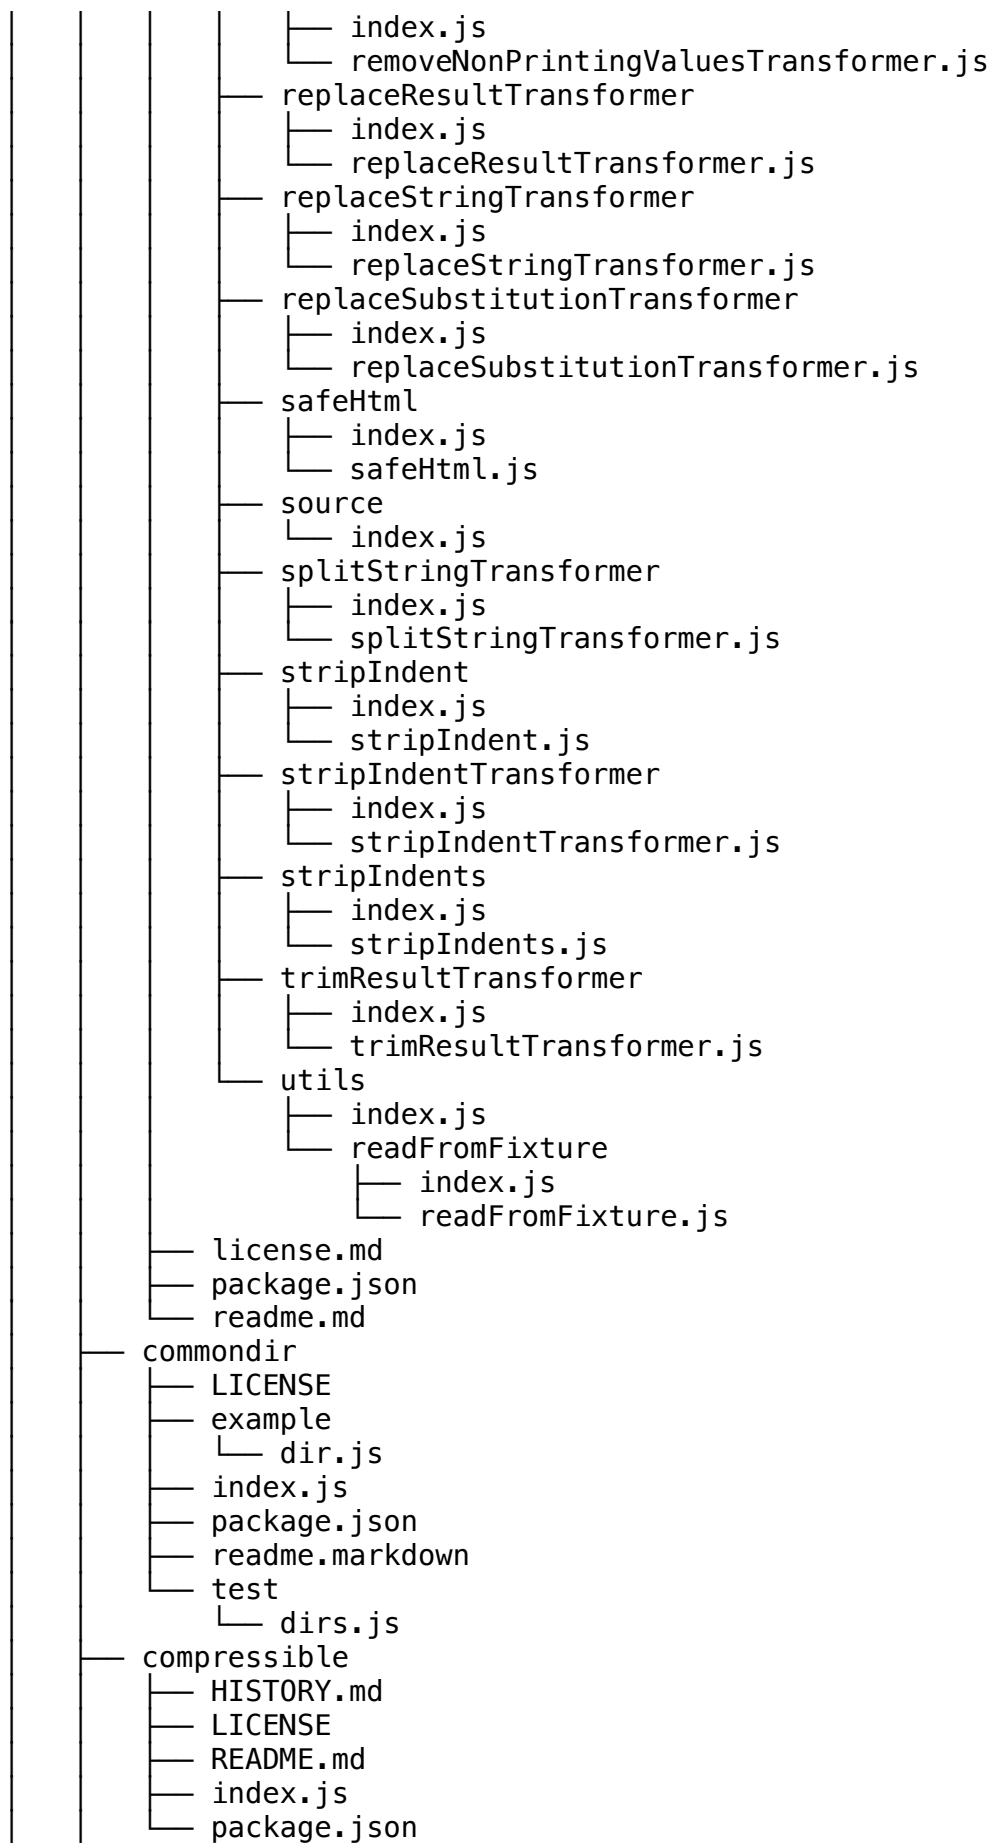 │   │   │   │   ├── index.js
│   │   │   │   └── removeNonPrintingValuesTransformer.js
│   │   │   ├── replaceResultTransformer
│   │   │   │   ├── index.js
│   │   │   │   └── replaceResultTransformer.js
│   │   │   ├── replaceStringTransformer
│   │   │   │   ├── index.js
│   │   │   │   └── replaceStringTransformer.js
│   │   │   ├── replaceSubstitutionTransformer
│   │   │   │   ├── index.js
│   │   │   │   └── replaceSubstitutionTransformer.js
│   │   │   ├── safeHtml
│   │   │   │   ├── index.js
│   │   │   │   └── safeHtml.js
│   │   │   ├── source
│   │   │   │   └── index.js
│   │   │   ├── splitStringTransformer
│   │   │   │   ├── index.js
│   │   │   │   └── splitStringTransformer.js
│   │   │   ├── stripIndent
│   │   │   │   ├── index.js
│   │   │   │   └── stripIndent.js
│   │   │   ├── stripIndentTransformer
│   │   │   │   ├── index.js
│   │   │   │   └── stripIndentTransformer.js
│   │   │   ├── stripIndents
│   │   │   │   ├── index.js
│   │   │   │   └── stripIndents.js
│   │   │   ├── trimResultTransformer
│   │   │   │   ├── index.js
│   │   │   │   └── trimResultTransformer.js
│   │   │   └── utils
│   │   │       ├── index.js
│   │   │       └── readFromFixture
│   │   │           ├── index.js
│   │   │           └── readFromFixture.js
│   │   ├── license.md
│   │   ├── package.json
│   │   └── readme.md
│   ├── commondir
│   │   ├── LICENSE
│   │   ├── example
│   │   │   └── dir.js
│   │   ├── index.js
│   │   ├── package.json
│   │   ├── readme.markdown
│   │   └── test
│   │       └── dirs.js
│   ├── compressible
│   │   ├── HISTORY.md
│   │   ├── LICENSE
│   │   ├── README.md
│   │   ├── index.js
│   │   └── package.json